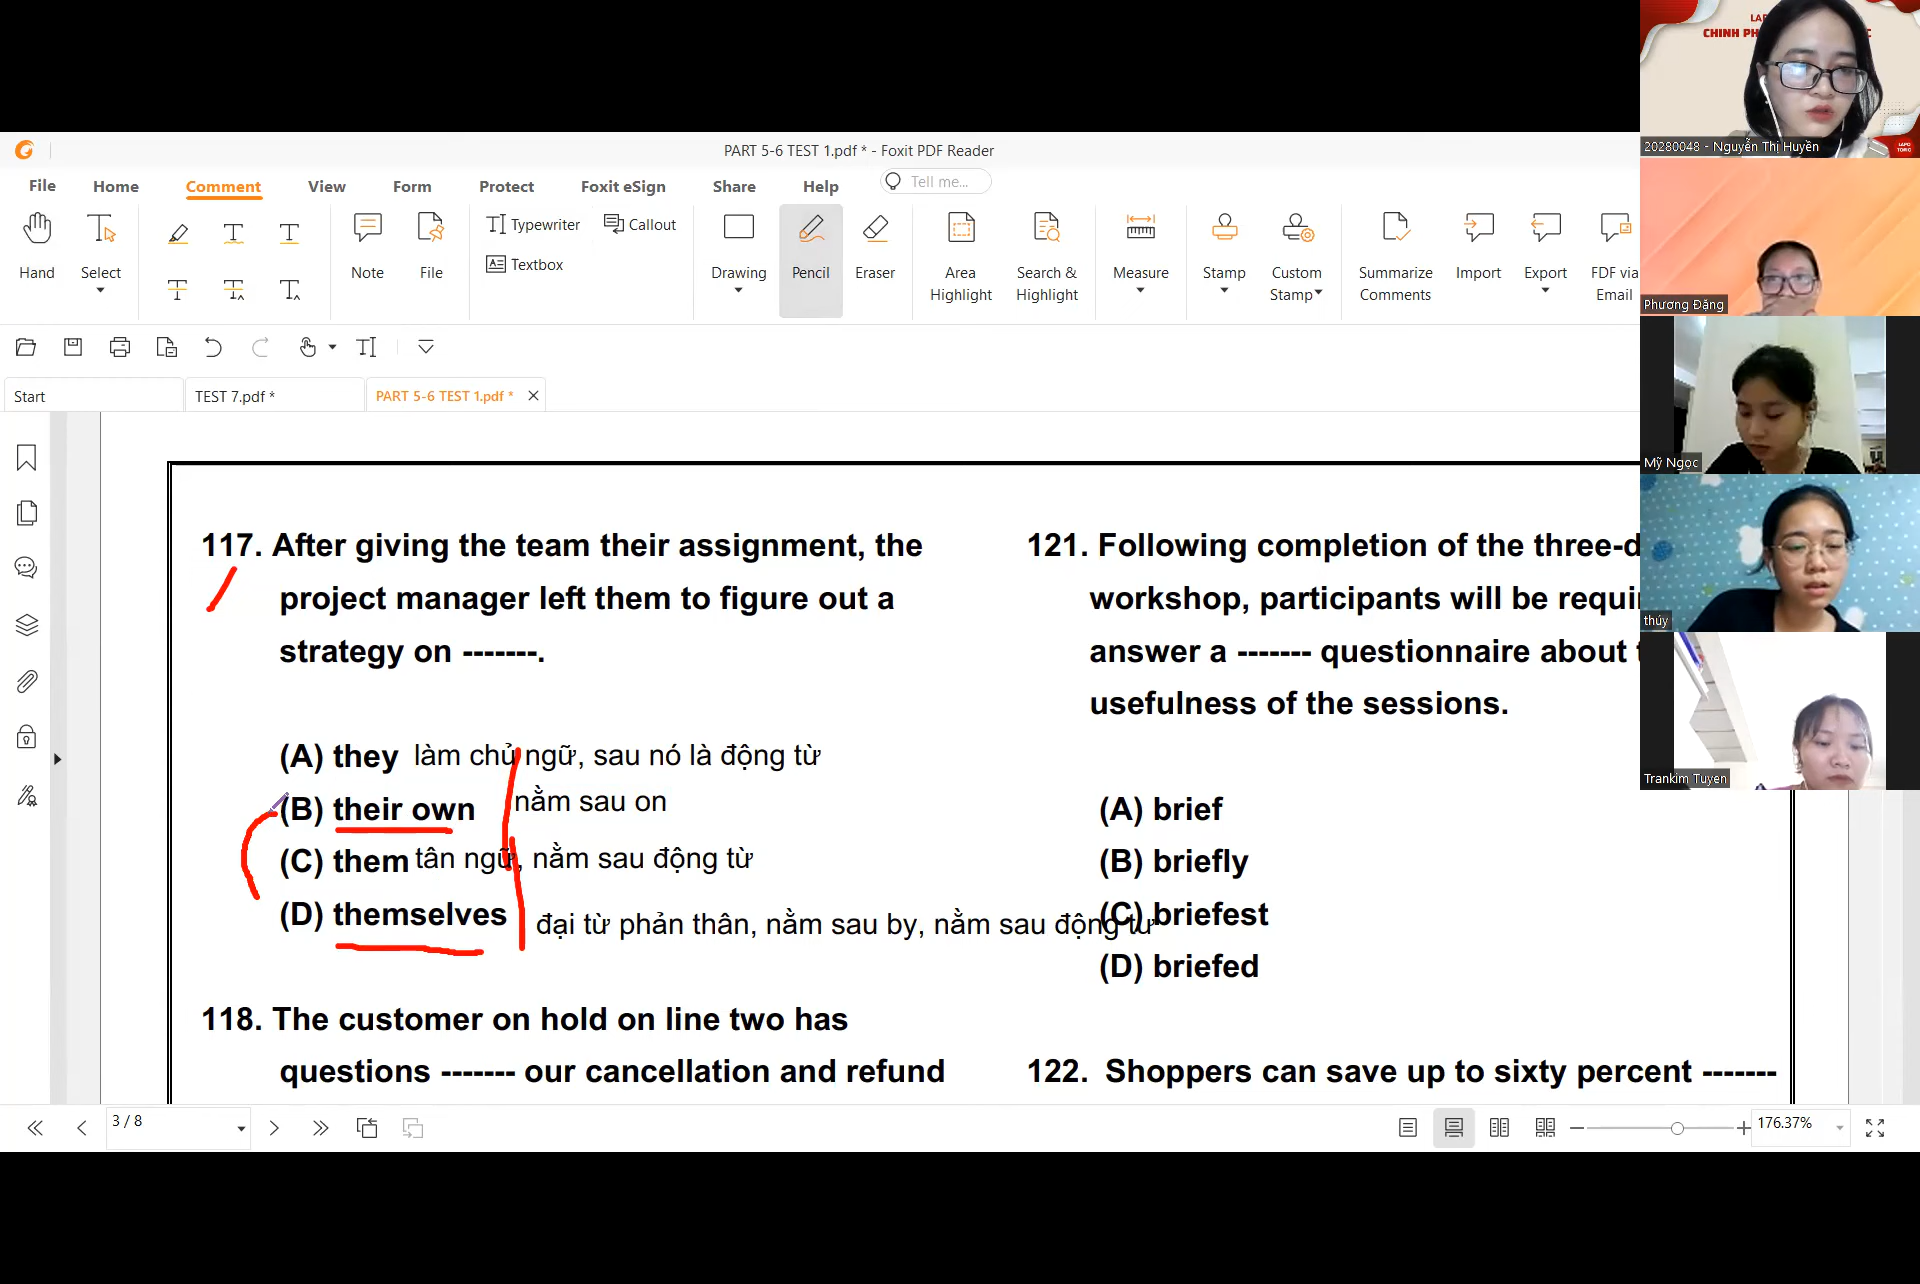 LAP
CHINH PH
C
20280048 - Nguyễn Thị Huyền
PART 5-6 TEST 1.pdf * - Foxit PDF Reader
File Home Comment View Form Protect Foxit eSign Share Help Tell me...
Hand
Select
Note
File
Typewriter
Textbox
Callout
Drawing
Pencil
Eraser
Area Highlight
Search & Highlight
Measure
Stamp
Custom Stamp
Summarize Comments
Import
Export
FDF via Email
Phương Đặng
Start
TEST 7.pdf *
PART 5-6 TEST 1.pdf *
Mỹ Ngọc
117. After giving the team their assignment, the
project manager left them to figure out a
strategy on -------.
(A) they làm chủ ngữ, sau nó là động từ
(B) their own nằm sau on
(C) them tân ngữ, nằm sau động từ
(D) themselves đại từ phản thân, nằm sau by, nằm sau động từ
118. The customer on hold on line two has
questions ------- our cancellation and refund
121. Following completion of the three-d
workshop, participants will be requi
answer a ------- questionnaire about t
usefulness of the sessions.
(A) brief
(B) briefly
(C) briefest
(D) briefed
122. Shoppers can save up to sixty percent -------
thúy
Trankim Tuyen
3 / 8
176.37%